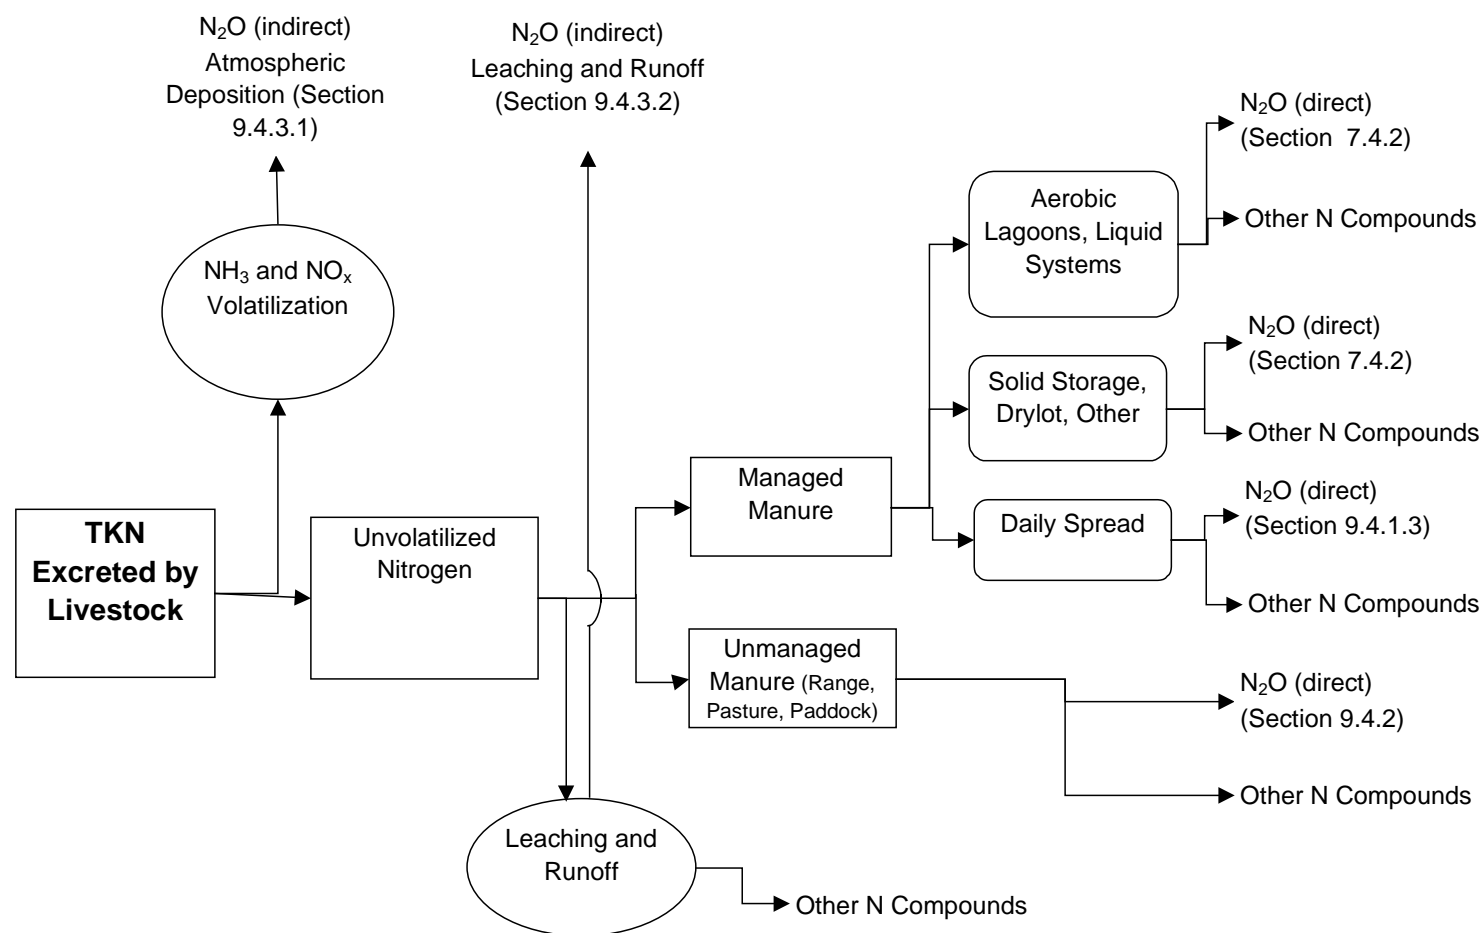 N₂O (indirect)
Atmospheric
Deposition (Section
9.4.3.1)
N₂O (indirect)
Leaching and Runoff
(Section 9.4.3.2)
NH₃ and NOₓ
Volatilization
TKN
Excreted by
Livestock
Unvolatilized
Nitrogen
Managed
Manure
Unmanaged
Manure (Range,
Pasture, Paddock)
Leaching and
Runoff
Other N Compounds
Aerobic
Lagoons, Liquid
Systems
N₂O (direct)
(Section 7.4.2)
Other N Compounds
Solid Storage,
Drylot, Other
N₂O (direct)
(Section 7.4.2)
Other N Compounds
Daily Spread
N₂O (direct)
(Section 9.4.1.3)
Other N Compounds
N₂O (direct)
(Section 9.4.2)
Other N Compounds